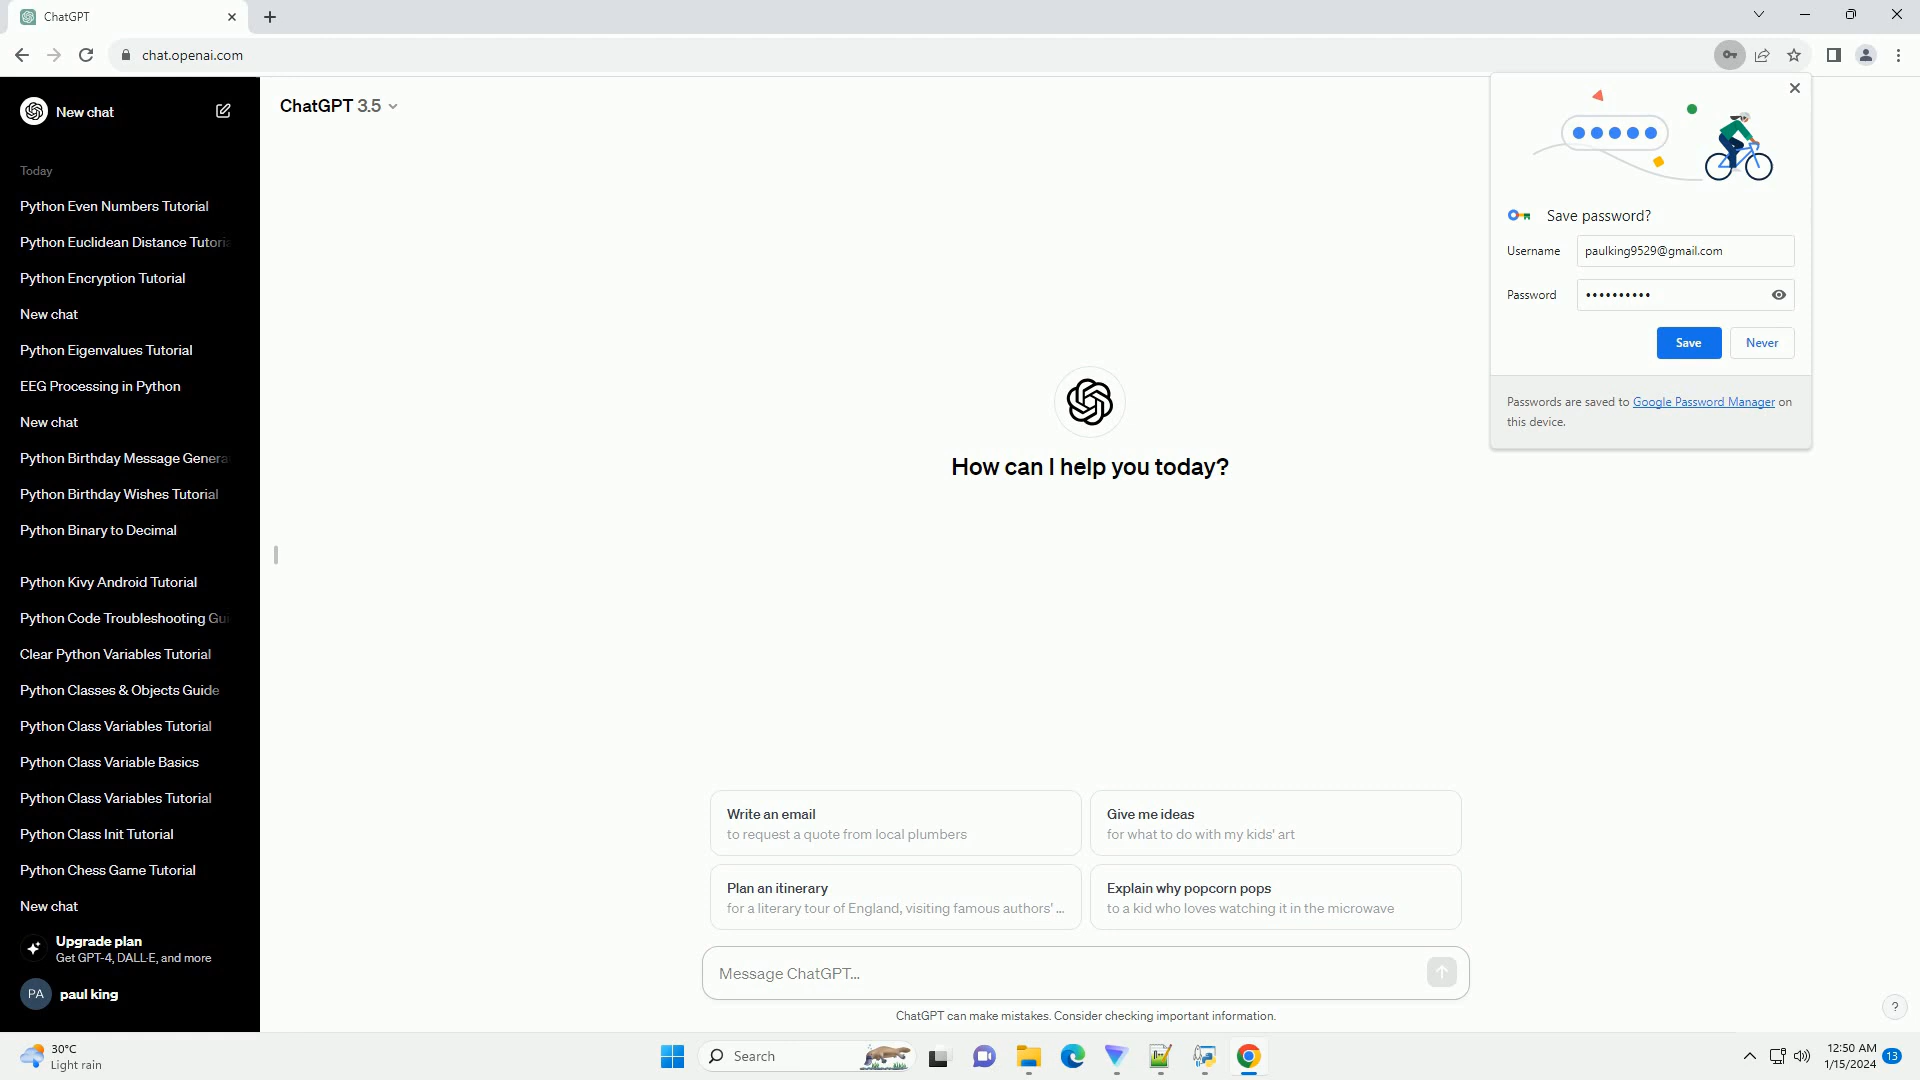 ChatGPT
chat.openai.com
New chat
Today
Python Even Numbers Tutorial
Python Euclidean Distance Tutoria
Python Encryption Tutorial
New chat
Python Eigenvalues Tutorial
EEG Processing in Python
New chat
Python Birthday Message Genera
Python Birthday Wishes Tutorial
Python Binary to Decimal
Python Kivy Android Tutorial
Python Code Troubleshooting Gui
Clear Python Variables Tutorial
Python Classes & Objects Guide
Python Class Variables Tutorial
Python Class Variable Basics
Python Class Variables Tutorial
Python Class Init Tutorial
Python Chess Game Tutorial
New chat
Upgrade plan
Get GPT-4, DALL·E, and more
PA paul king
ChatGPT 3.5
How can I help you today?
Write an email
to request a quote from local plumbers
Give me ideas
for what to do with my kids' art
Plan an itinerary
for a literary tour of England, visiting famous authors' ...
Explain why popcorn pops
to a kid who loves watching it in the microwave
Message ChatGPT...
ChatGPT can make mistakes. Consider checking important information.
?
Save password?
Username paulking9529@gmail.com
Password ••••••••••
Save Never
Passwords are saved to Google Password Manager on
this device.
30°C
Light rain
Search
12:50 AM
1/15/2024
13